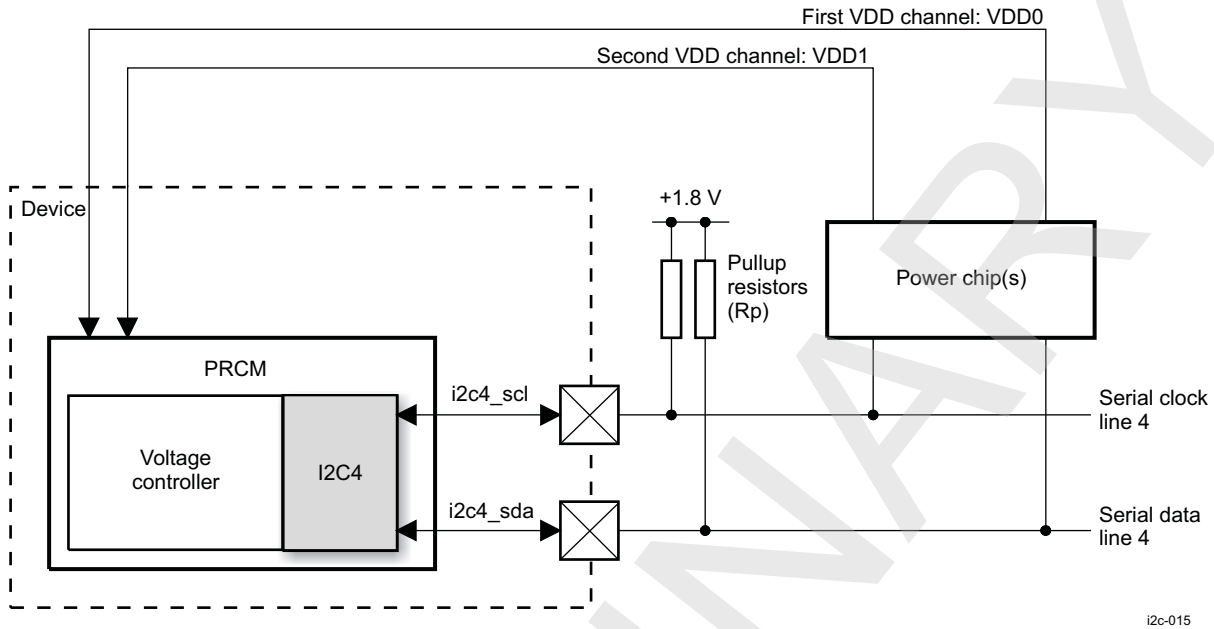 First VDD channel: VDD0
Second VDD channel: VDD1
Device
+1.8 V
Pullup
resistors
(Rp)
Power chip(s)
PRCM
Voltage
controller
I2C4
i2c4_scl
i2c4_sda
Serial clock
line 4
Serial data
line 4
i2c-015
INARY